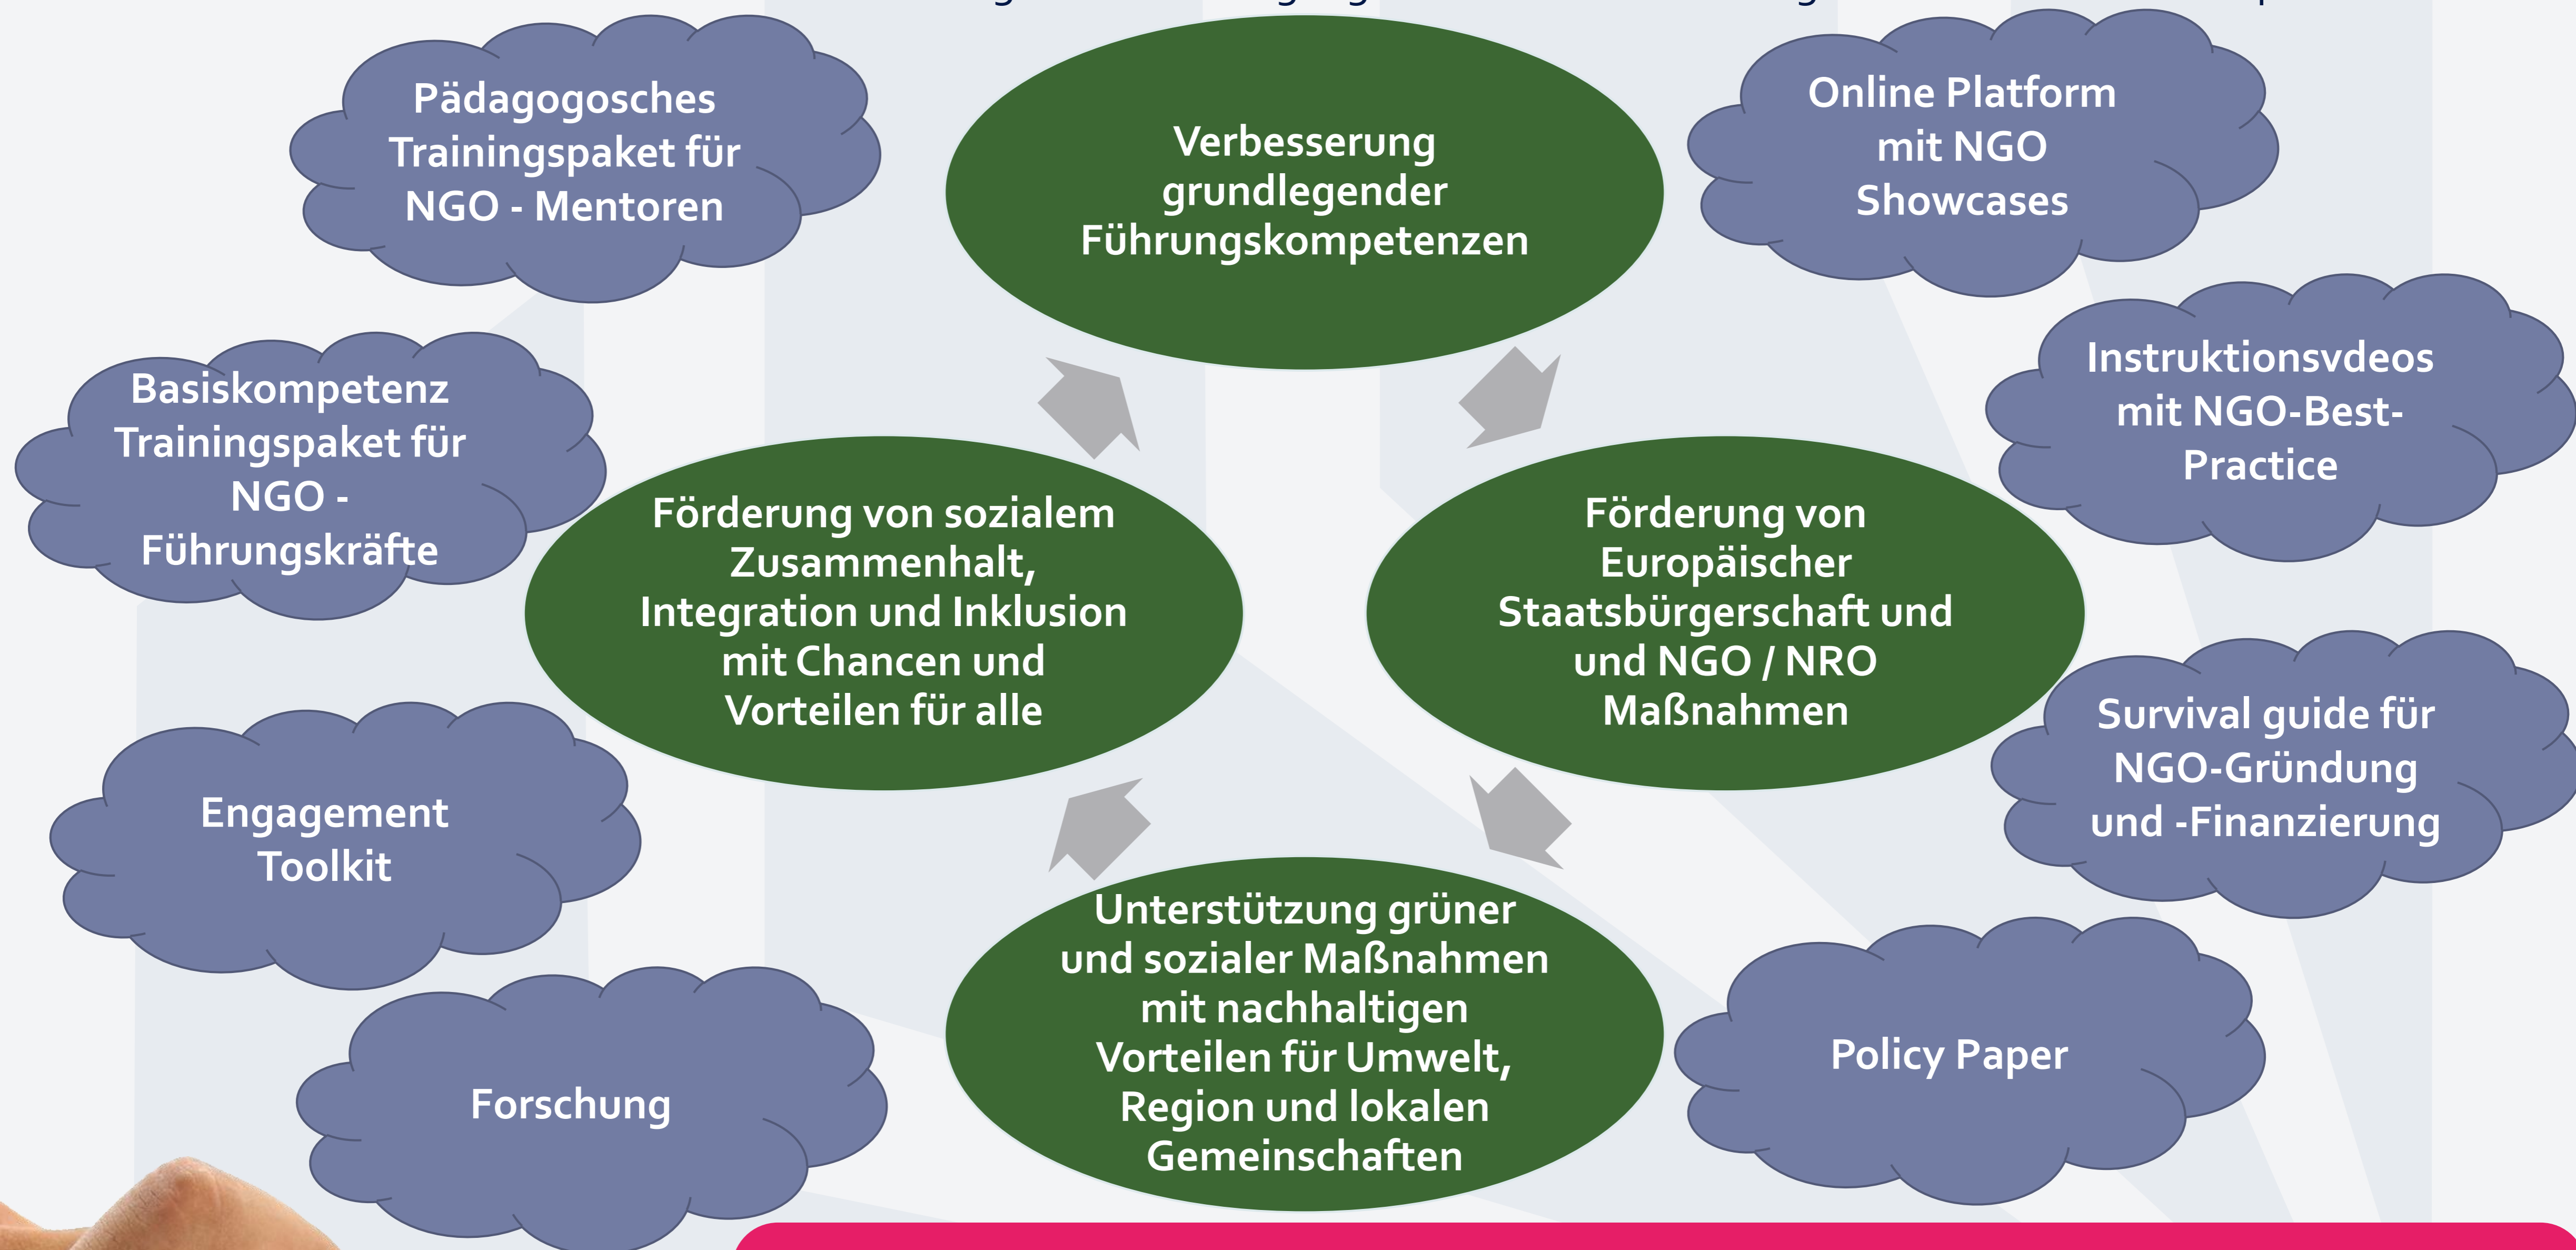 Pädagogosches
Trainingspaket für
NGO - Mentoren
Verbesserung
grundlegender
Führungskompetenzen
Online Platform
mit NGO
Showcases
Basiskompetenz
Trainingspaket für
NGO -
Führungskräfte
Instruktionsvdeos
mit NGO-Best-
Practice
Förderung von sozialem
Zusammenhalt,
Integration und Inklusion
mit Chancen und
Vorteilen für alle
Förderung von
Europäischer
Staatsbürgerschaft und
und NGO / NRO
Maßnahmen
Engagement
Toolkit
Survival guide für
NGO-Gründung
und -Finanzierung
Unterstützung grüner
und sozialer Maßnahmen
mit nachhaltigen
Vorteilen für Umwelt,
Region und lokalen
Gemeinschaften
Forschung
Policy Paper